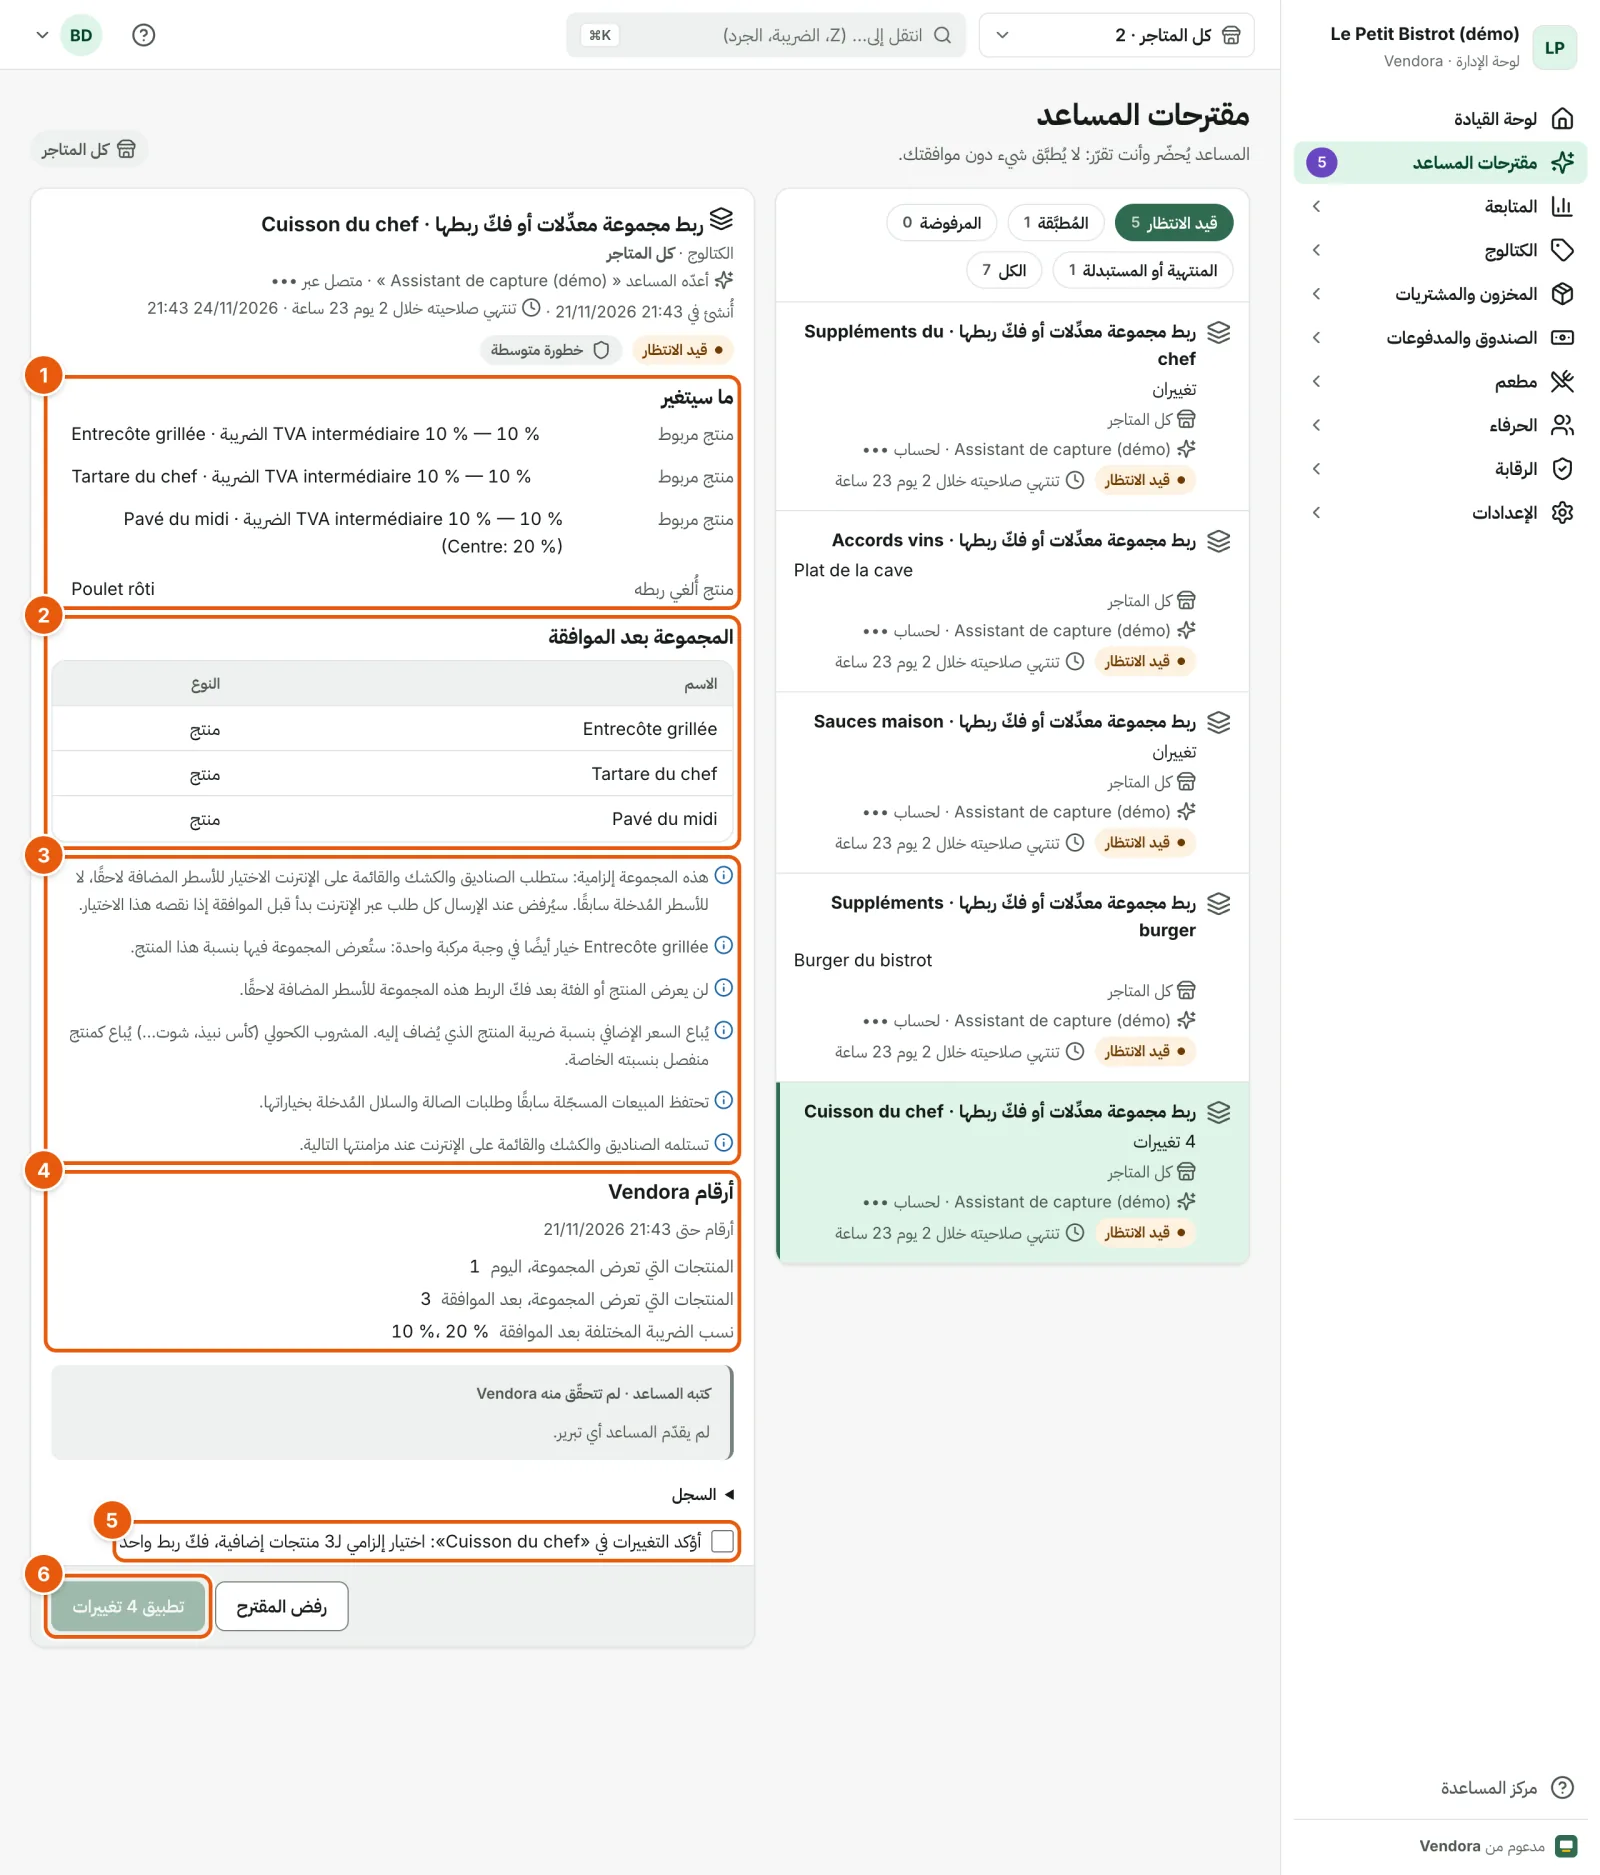 Le Petit Bistrot (démo)
لوحة الإدارة · Vendora
LP
لوحة القيادة
مقترحات المساعد
5
المتابعة
الكتالوج
المخزون والمشتريات
الصندوق والمدفوعات
مطعم
الحرفاء
الرقابة
الإعدادات
مركز المساعدة
مدعوم من Vendora
كل المتاجر · 2
انتقل إلى… (Z، الضريبة، الجرد)
⌘K
BD
مقترحات المساعد
المساعد يُحضّر وأنت تقرّر: لا يُطبَّق شيء دون موافقتك.
كل المتاجر
قيد الانتظار 5
المُطبَّقة 1
المرفوضة 0
المنتهية أو المستبدلة 1
الكل 7
ربط مجموعة معدِّلات أو فكّ ربطها · Suppléments du
chef
تغييران
كل المتاجر
Assistant de capture (démo) · لحساب •••
قيد الانتظار
تنتهي صلاحيته خلال 2 يوم 23 ساعة
ربط مجموعة معدِّلات أو فكّ ربطها · Accords vins
Plat de la cave
كل المتاجر
Assistant de capture (démo) · لحساب •••
قيد الانتظار
تنتهي صلاحيته خلال 2 يوم 23 ساعة
ربط مجموعة معدِّلات أو فكّ ربطها · Sauces maison
تغييران
كل المتاجر
Assistant de capture (démo) · لحساب •••
قيد الانتظار
تنتهي صلاحيته خلال 2 يوم 23 ساعة
ربط مجموعة معدِّلات أو فكّ ربطها · Suppléments
burger
Burger du bistrot
كل المتاجر
Assistant de capture (démo) · لحساب •••
قيد الانتظار
تنتهي صلاحيته خلال 2 يوم 23 ساعة
ربط مجموعة معدِّلات أو فكّ ربطها · Cuisson du chef
4 تغييرات
كل المتاجر
Assistant de capture (démo) · لحساب •••
قيد الانتظار
تنتهي صلاحيته خلال 2 يوم 23 ساعة
ربط مجموعة معدِّلات أو فكّ ربطها · Cuisson du chef
الكتالوج · كل المتاجر
أعدّه المساعد « Assistant de capture (démo) » · متصل عبر •••
أُنشئ في 21/11/2026 21:43 · تنتهي صلاحيته خلال 2 يوم 23 ساعة · 24/11/2026 21:43
قيد الانتظار
خطورة متوسطة
1
ما سيتغير
منتج مربوط
Entrecôte grillée · الضريبة TVA intermédiaire 10 % — 10 %
منتج مربوط
Tartare du chef · الضريبة TVA intermédiaire 10 % — 10 %
منتج مربوط
Pavé du midi · الضريبة TVA intermédiaire 10 % — 10 %
(Centre: 20 %)
منتج أُلغي ربطه
Poulet rôti
2
المجموعة بعد الموافقة
الاسم
النوع
Entrecôte grillée
منتج
Tartare du chef
منتج
Pavé du midi
منتج
3
هذه المجموعة إلزامية: ستطلب الصناديق والكشك والقائمة على الإنترنت الاختيار للأسطر المضافة لاحقًا، لا
للأسطر المُدخلة سابقًا. سيُرفض عند الإرسال كل طلب عبر الإنترنت بدأ قبل الموافقة إذا نقصه هذا الاختيار.
Entrecôte grillée خيار أيضًا في وجبة مركبة واحدة: ستُعرض المجموعة فيها بنسبة هذا المنتج.
لن يعرض المنتج أو الفئة بعد فكّ الربط هذه المجموعة للأسطر المضافة لاحقًا.
يُباع السعر الإضافي بنسبة ضريبة المنتج الذي يُضاف إليه. المشروب الكحولي (كأس نبيذ، شوت…) يُباع كمنتج
منفصل بنسبته الخاصة.
تحتفظ المبيعات المسجّلة سابقًا وطلبات الصالة والسلال المُدخلة بخياراتها.
تستلمه الصناديق والكشك والقائمة على الإنترنت عند مزامنتها التالية.
4
أرقام Vendora
أرقام حتى 21/11/2026 21:43
المنتجات التي تعرض المجموعة، اليوم 1
المنتجات التي تعرض المجموعة، بعد الموافقة 3
نسب الضريبة المختلفة بعد الموافقة 10 %، 20 %
كتبه المساعد · لم تتحقّق منه Vendora
لم يقدّم المساعد أي تبرير.
السجل
5
أؤكد التغييرات في «Cuisson du chef»: اختيار إلزامي لـ3 منتجات إضافية، فكّ ربط واحد
6
رفض المقترح
تطبيق 4 تغييرات